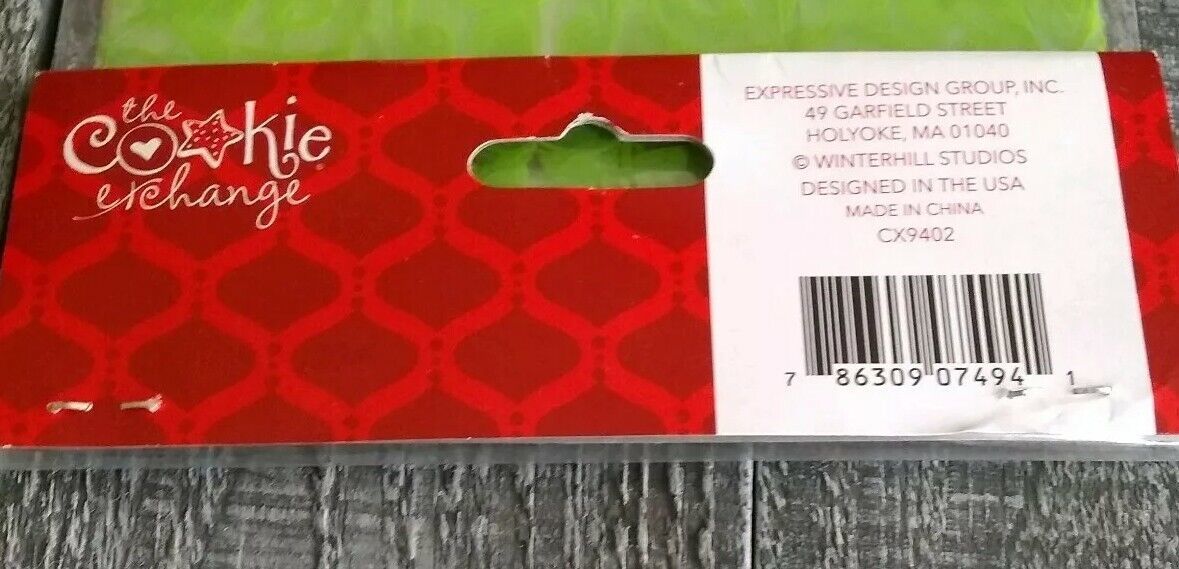 the
Cookie
exchange
EXPRESSIVE DESIGN GROUP, INC.
49 GARFIELD STREET
HOLYOKE, MA 01040
© WINTERHILL STUDIOS
DESIGNED IN THE USA
MADE IN CHINA
CX9402
7 86309 07494 1